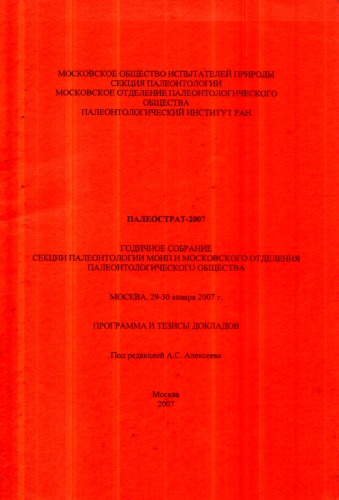 МОСКОВСКОЕ ОБЩЕСТВО ИСПЫТАТЕЛЕЙ ПРИРОДЫ
СЕКЦИЯ ПАЛЕОНТОЛОГИИ
МОСКОВСКОЕ ОТДЕЛЕНИЕ ПАЛЕОНТОЛОГИЧЕСКОГО
ОБЩЕСТВА
ПАЛЕОНТОЛОГИЧЕСКИЙ ИНСТИТУТ РАН
ПАЛЕОСТРАТ-2007
ГОДИЧНОЕ СОБРАНИЕ
СЕКЦИИ ПАЛЕОНТОЛОГИИ МОИП И МОСКОВСКОГО ОТДЕЛЕНИЯ
ПАЛЕОНТОЛОГИЧЕСКОГО ОБЩЕСТВА
МОСКВА, 29-30 января 2007 г.
ПРОГРАММА И ТЕЗИСЫ ДОКЛАДОВ
Под редакцией А.С. Алексеева
Москва
2007